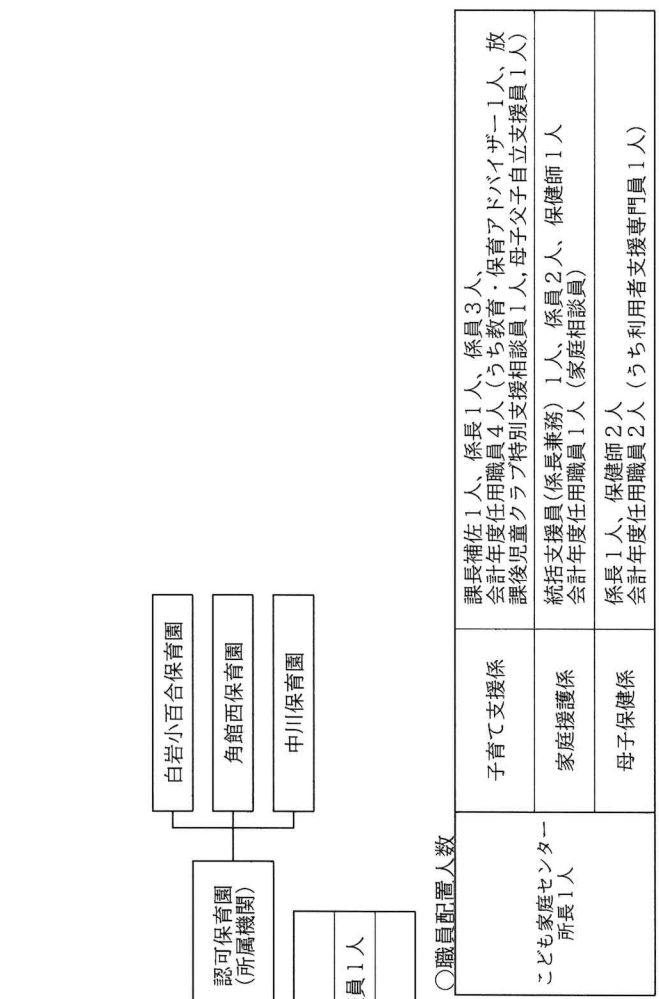 認可保育園
（所属機関）
白岩小百合保育園
角館西保育園
中川保育園
員１人
○職員配置人数
こども家庭センター
所長１人
子育て支援係
課長補佐１人、係長１人、係員３人、
会計年度任用職員４人（うち教育・保育アドバイザー１人、放
課後児童クラブ特別支援相談員１人,母子父子自立支援員１人）
家庭援護係
統括支援員(係長兼務）１人、係員２人、保健師１人
会計年度任用職員１人（家庭相談員）
母子保健係
係長１人、保健師２人
会計年度任用職員２人（うち利用者支援専門員１人）